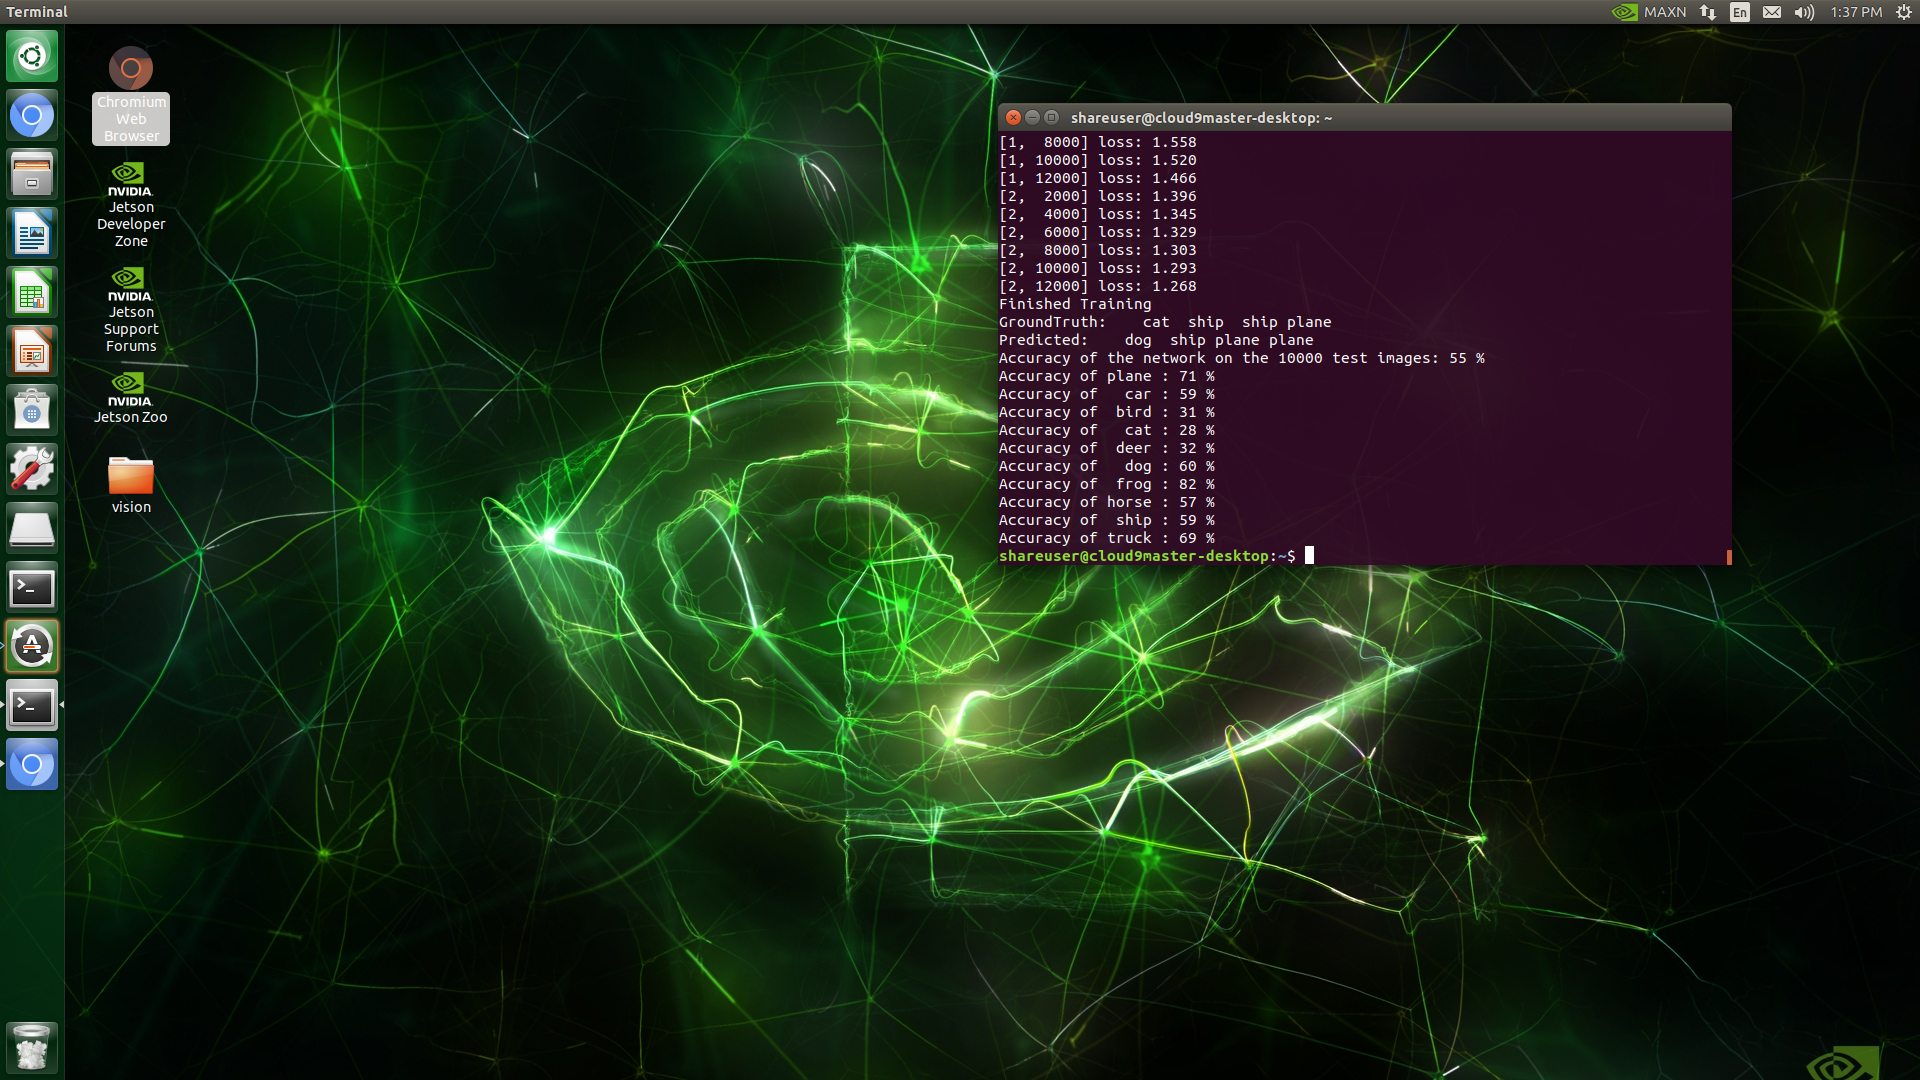 Terminal
MAXN
En
1:37 PM
Chromium
Web
Browser
NVIDIA.
Jetson
Developer
Zone
NVIDIA.
Jetson
Support
Forums
NVIDIA.
Jetson Zoo
vision
shareuser@cloud9master-desktop: ~
[1,  8000] loss: 1.558
[1, 10000] loss: 1.520
[1, 12000] loss: 1.466
[2,  2000] loss: 1.396
[2,  4000] loss: 1.345
[2,  6000] loss: 1.329
[2,  8000] loss: 1.303
[2, 10000] loss: 1.293
[2, 12000] loss: 1.268
Finished Training
GroundTruth:    cat  ship  ship plane
Predicted:    dog  ship plane plane
Accuracy of the network on the 10000 test images: 55 %
Accuracy of plane : 71 %
Accuracy of   car : 59 %
Accuracy of  bird : 31 %
Accuracy of   cat : 28 %
Accuracy of  deer : 32 %
Accuracy of   dog : 60 %
Accuracy of  frog : 82 %
Accuracy of horse : 57 %
Accuracy of  ship : 59 %
Accuracy of truck : 69 %
shareuser@cloud9master-desktop:~$